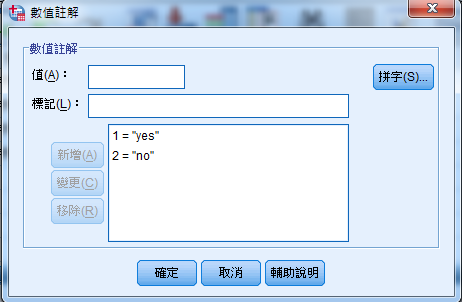 數值註解
數值註解
值(A)：
拼字(S)...
標記(L)：
1 = "yes"
2 = "no"
新增(A)
變更(C)
移除(R)
確定 取消 輔助說明